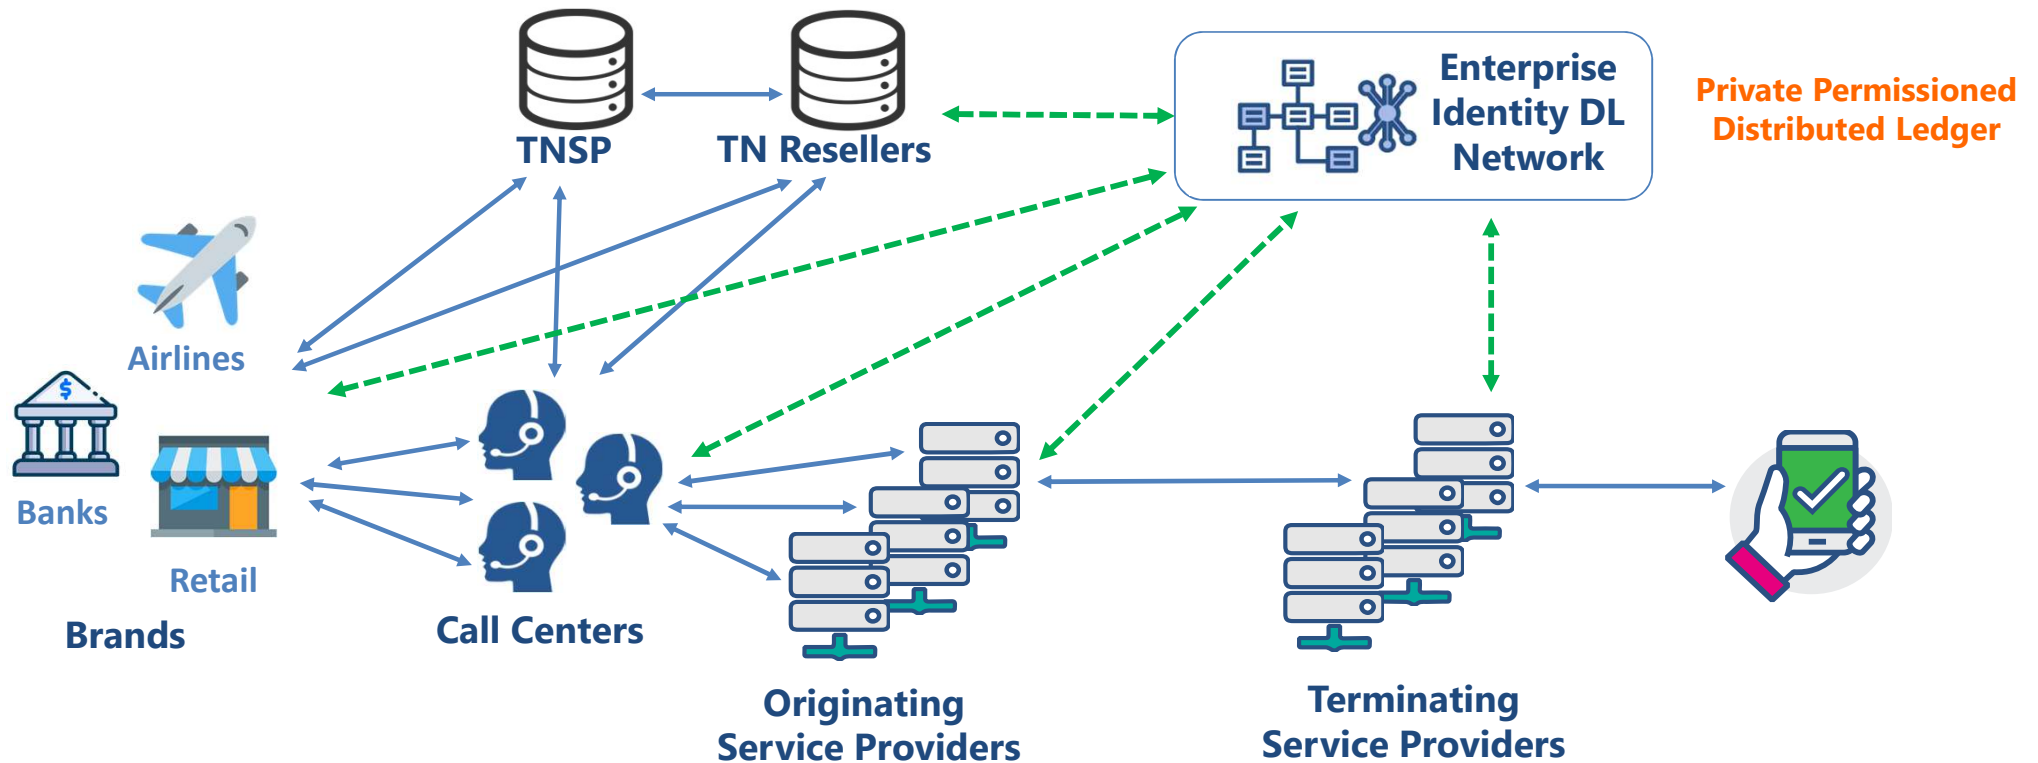 Enterprise
Identity DL
Network
Private Permissioned
Distributed Ledger
TNSP
TN Resellers
Airlines
$
Banks
Retail
Brands
Call Centers
Originating
Service Providers
Terminating
Service Providers